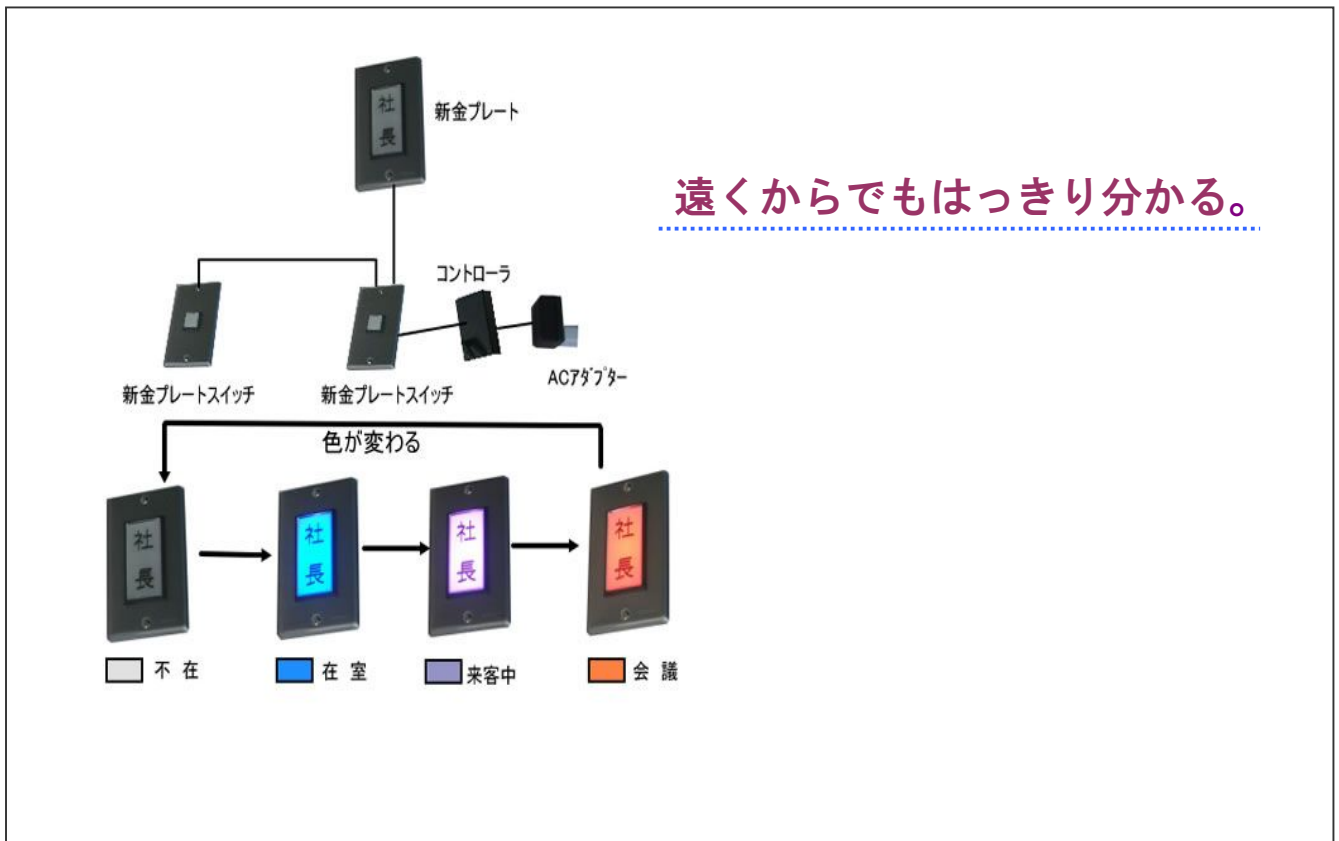 社
長
新金プレート
遠くからでもはっきり分かる。
コントローラ
ACアダプター
新金プレートスイッチ
新金プレートスイッチ
色が変わる
社
長
社
長
社
長
社
長
不 在
在 室
来客中
会 議